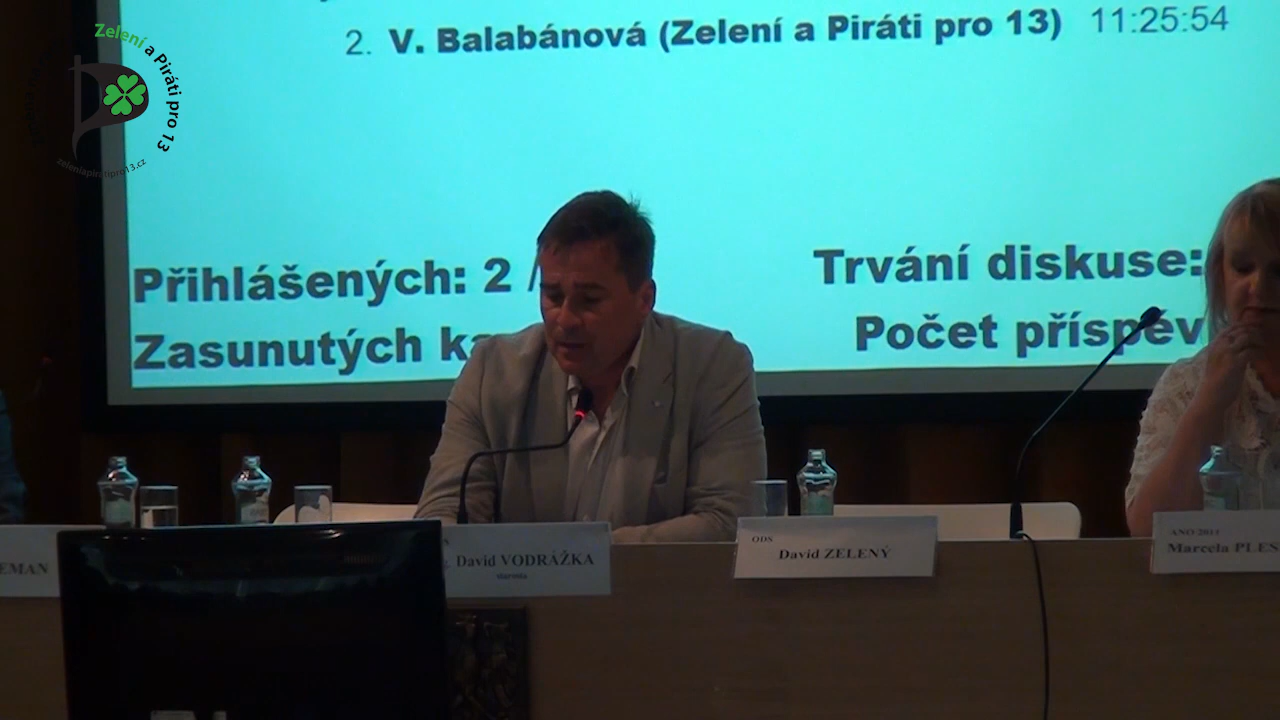 2. V. Balabánová (Zelení a Piráti pro 13) 11:25:54
Zelení a Piráti pro 13
zeleniapiratipro13.cz
Přihlášených: 2 /
Trvání diskuse:
Zasunutých ka
Počet příspěv
EMAN
David VODRÁŽKA
starosta
ODS
David ZELENÝ
ANO 2011
Marcela PLES